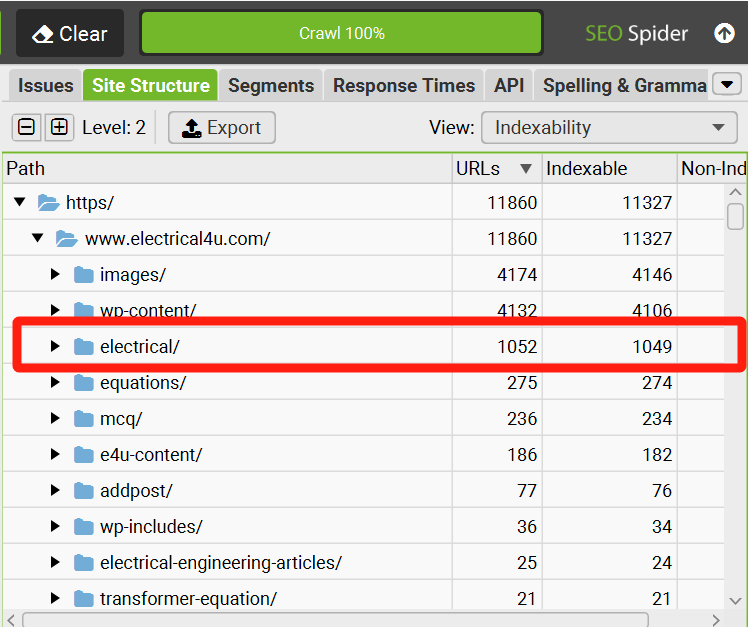 Clear Crawl 100% SEO Spider
Issues Site Structure Segments Response Times API Spelling & Gramma
Level: 2 Export View: Indexability
Path URLs Indexable Non-Ind
https/ 11860 11327
www.electrical4u.com/ 11860 11327
images/ 4174 4146
wp-content/ 4132 4106
electrical/ 1052 1049
equations/ 275 274
mcq/ 236 234
e4u-content/ 186 182
addpost/ 77 76
wp-includes/ 36 34
electrical-engineering-articles/ 25 24
transformer-equation/ 21 21